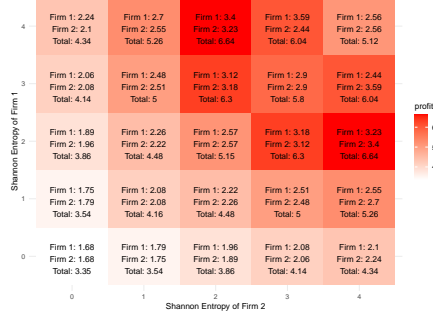 4
Firm 1: 2.24
Firm 2: 2.1
Total: 4.34
Firm 1: 2.7
Firm 2: 2.55
Total: 5.26
Firm 1: 3.4
Firm 2: 3.23
Total: 6.64
Firm 1: 3.59
Firm 2: 2.44
Total: 6.04
Firm 1: 2.56
Firm 2: 2.56
Total: 5.12
3
Firm 1: 2.06
Firm 2: 2.08
Total: 4.14
Firm 1: 2.48
Firm 2: 2.51
Total: 5
Firm 1: 3.12
Firm 2: 3.18
Total: 6.3
Firm 1: 2.9
Firm 2: 2.9
Total: 5.8
Firm 1: 2.44
Firm 2: 3.59
Total: 6.04
2
Firm 1: 1.89
Firm 2: 1.96
Total: 3.86
Firm 1: 2.26
Firm 2: 2.22
Total: 4.48
Firm 1: 2.57
Firm 2: 2.57
Total: 5.15
Firm 1: 3.18
Firm 2: 3.12
Total: 6.3
Firm 1: 3.23
Firm 2: 3.4
Total: 6.64
1
Firm 1: 1.75
Firm 2: 1.79
Total: 3.54
Firm 1: 2.08
Firm 2: 2.08
Total: 4.16
Firm 1: 2.22
Firm 2: 2.26
Total: 4.48
Firm 1: 2.51
Firm 2: 2.48
Total: 5
Firm 1: 2.55
Firm 2: 2.7
Total: 5.26
0
Firm 1: 1.68
Firm 2: 1.68
Total: 3.35
Firm 1: 1.79
Firm 2: 1.75
Total: 3.54
Firm 1: 1.96
Firm 2: 1.89
Total: 3.86
Firm 1: 2.08
Firm 2: 2.06
Total: 4.14
Firm 1: 2.1
Firm 2: 2.24
Total: 4.34
0 1 2 3 4
Shannon Entropy of Firm 2
Shannon Entropy of Firm 1
profit